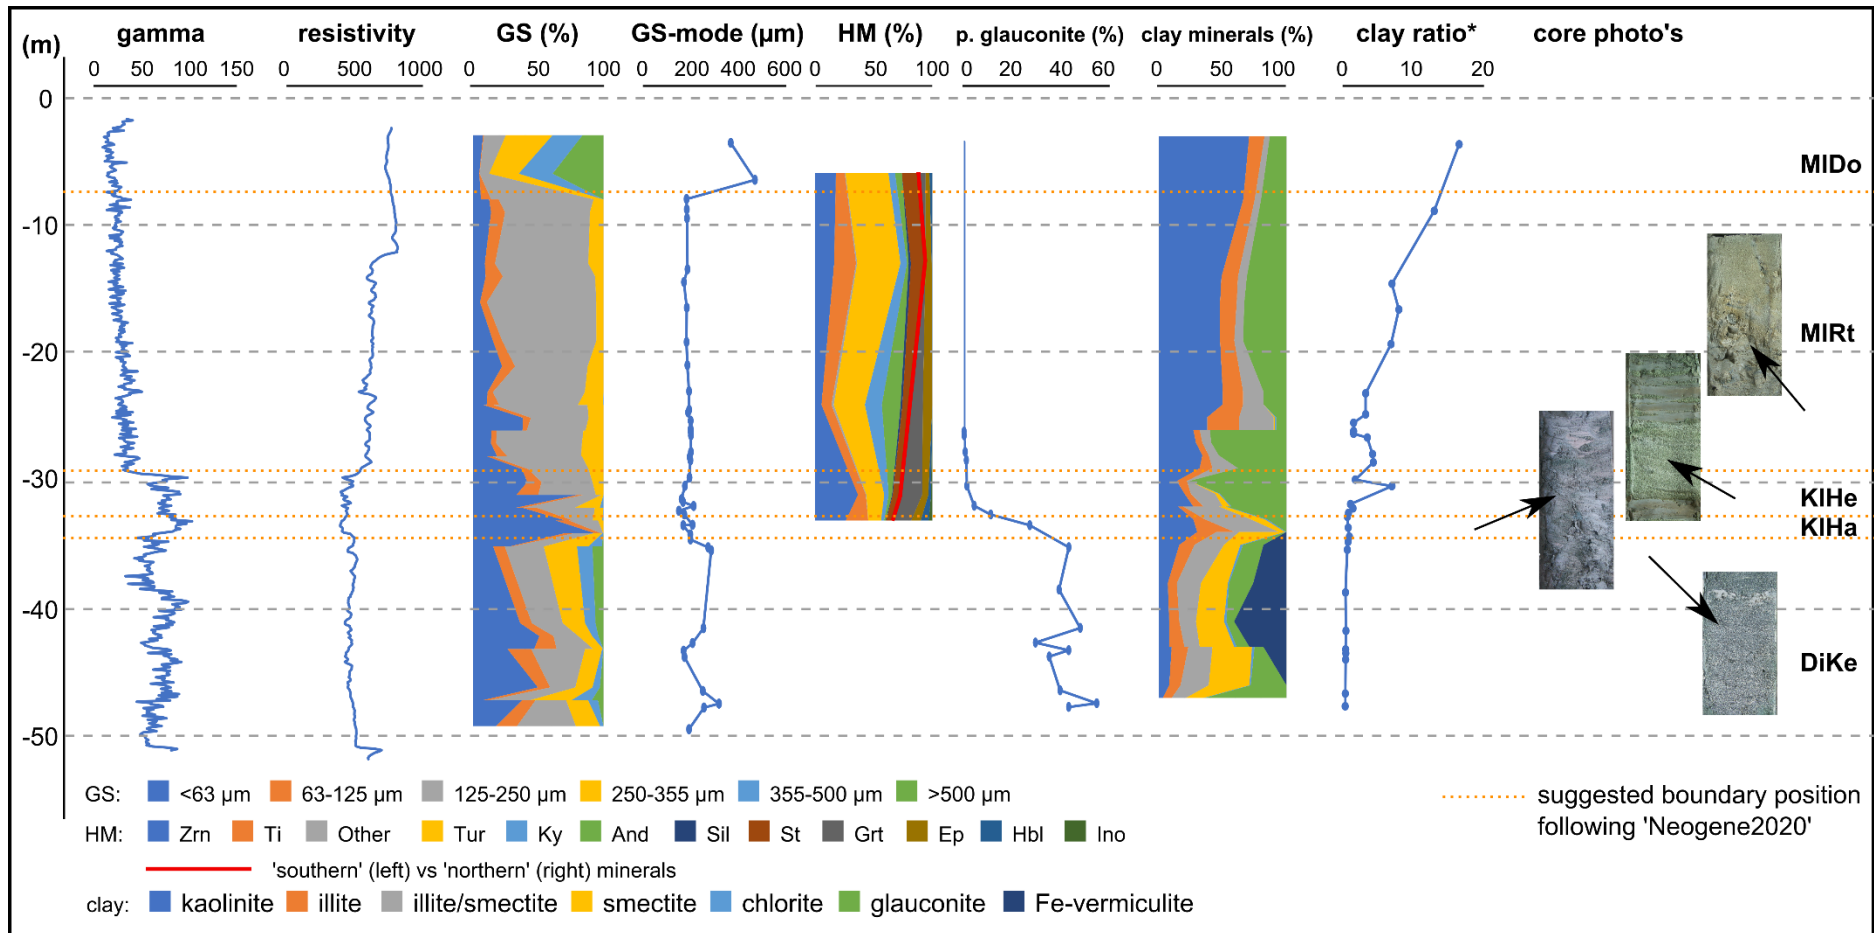 (m) gamma resistivity GS (%) GS-mode (µm) HM (%) p. glauconite (%) clay minerals (%) clay ratio* core photo's
0 50 100 150 0 500 1000 0 50 100 0 200 400 600 0 50 100 0 20 40 60 0 50 100 0 10 20
0
MIDo
-10
MIRt
-20
-30
KIHe
KIHa
-40
DiKe
-50
GS: <63 µm 63-125 µm 125-250 µm 250-355 µm 355-500 µm >500 µm
HM: Zrn Ti Other Tur Ky And Sil St Grt Ep Hbl Ino
'southern' (left) vs 'northern' (right) minerals
clay: kaolinite illite illite/smectite smectite chlorite glauconite Fe-vermiculite
suggested boundary position
following 'Neogene2020'